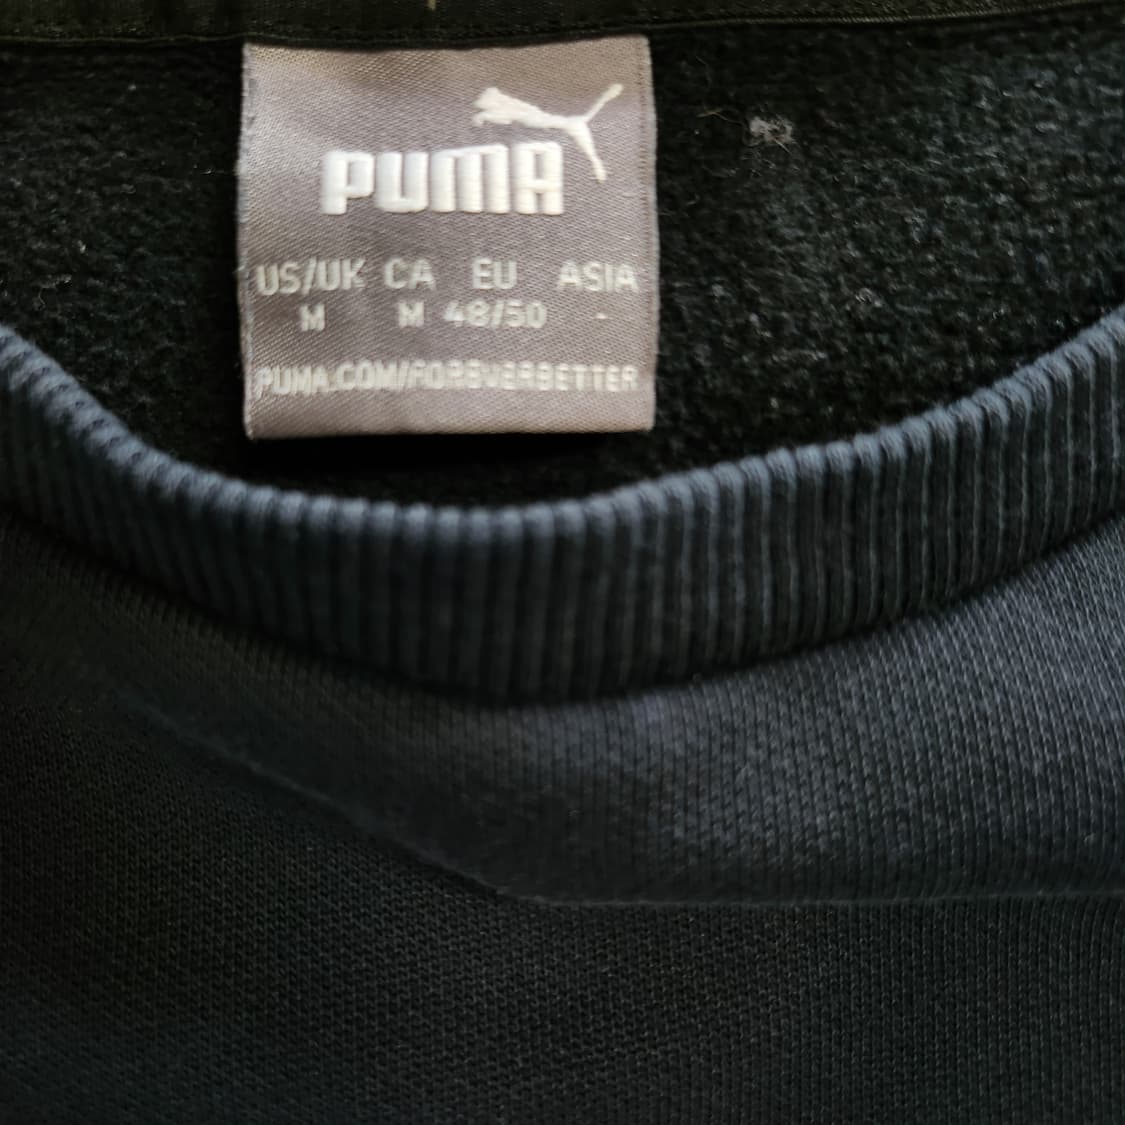 PUMA
US/UK CA EU ASIA
M M 48/50 -
PUMA.COM/FOREVERBETTER